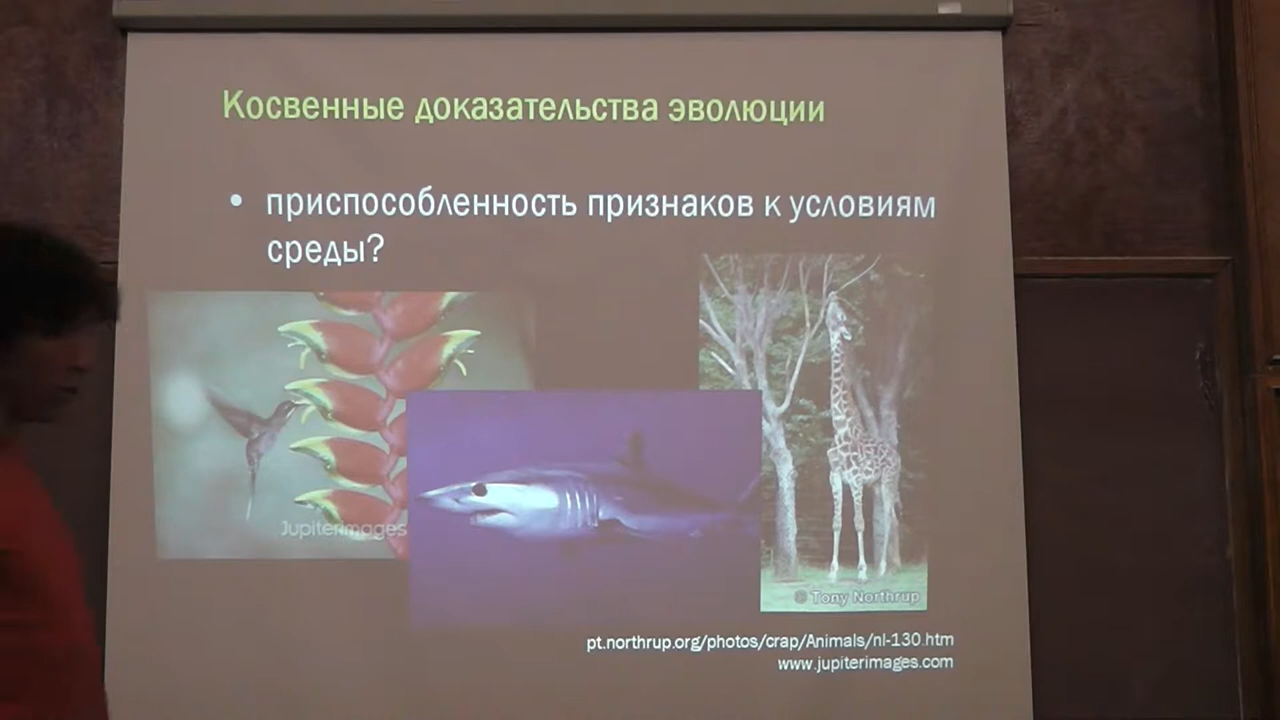 Косвенные доказательства эволюции
• приспособленность признаков к условиям
среды?
Jupiterimages
© Tony Northrup
pt.northrup.org/photos/crap/Animals/nl-130.htm
www.jupiterimages.com